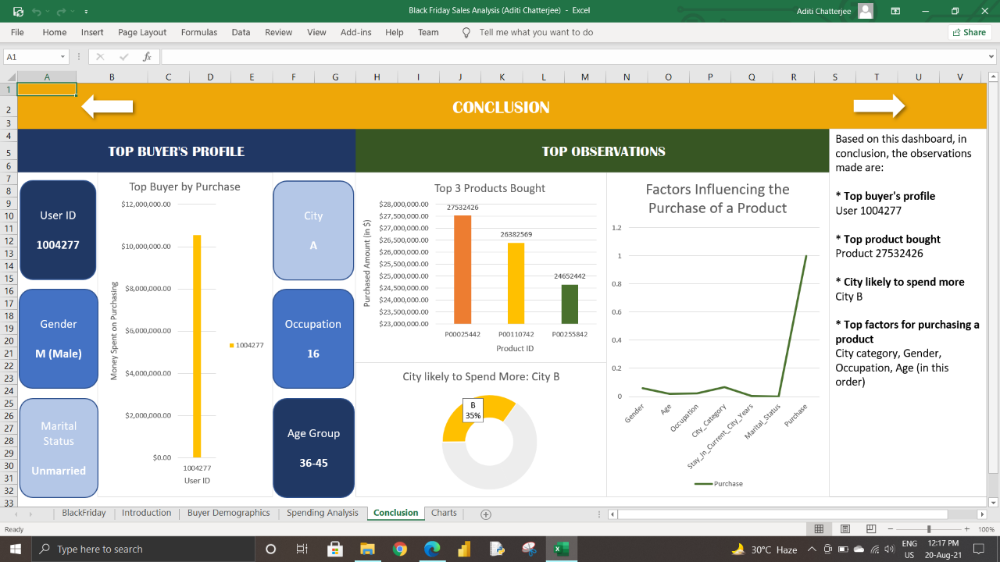 Black Friday Sales Analysis (Aditi Chatterjee) - Excel
Aditi Chatterjee
File Home Insert Page Layout Formulas Data Review View Add-ins Help Team Tell me what you want to do Share
A1
fx
A B C D E F G H I J K L M N O P Q R S T U V
1
2
3
4
5
6
7
8
9
10
11
12
13
14
15
16
17
18
19
20
21
22
23
24
25
26
27
28
29
30
31
32
33
CONCLUSION
TOP BUYER'S PROFILE
User ID
1004277
Gender
M (Male)
Marital
Status
Unmarried
Top Buyer by Purchase
Money Spent on Purchasing
$12,000,000.00
$10,000,000.00
$8,000,000.00
$6,000,000.00
$4,000,000.00
$2,000,000.00
$0.00
1004277
User ID
1004277
City
A
Occupation
16
Age Group
36-45
TOP OBSERVATIONS
Top 3 Products Bought
Purchased Amount (in $)
$28,000,000.00
$27,500,000.00
$27,000,000.00
$26,500,000.00
$26,000,000.00
$25,500,000.00
$25,000,000.00
$24,500,000.00
$24,000,000.00
$23,500,000.00
$23,000,000.00
27532426
26382569
24652442
P00025442 P00110742 P00255842
Product ID
City likely to Spend More: City B
B
35%
Factors Influencing the
Purchase of a Product
1.2
1
0.8
0.6
0.4
0.2
0
Gender
Age
Occupation
City_Category
Stay_In_Current_City_Years
Marital_Status
Purchase
Purchase
Based on this dashboard, in
conclusion, the observations
made are:
* Top buyer's profile
User 1004277
* Top product bought
Product 27532426
* City likely to spend more
City B
* Top factors for purchasing a
product
City category, Gender,
Occupation, Age (in this
order)
BlackFriday Introduction Buyer Demographics Spending Analysis Conclusion Charts
Ready
100%
Type here to search
30°C Haze
ENG
US
12:17 PM
20-Aug-21